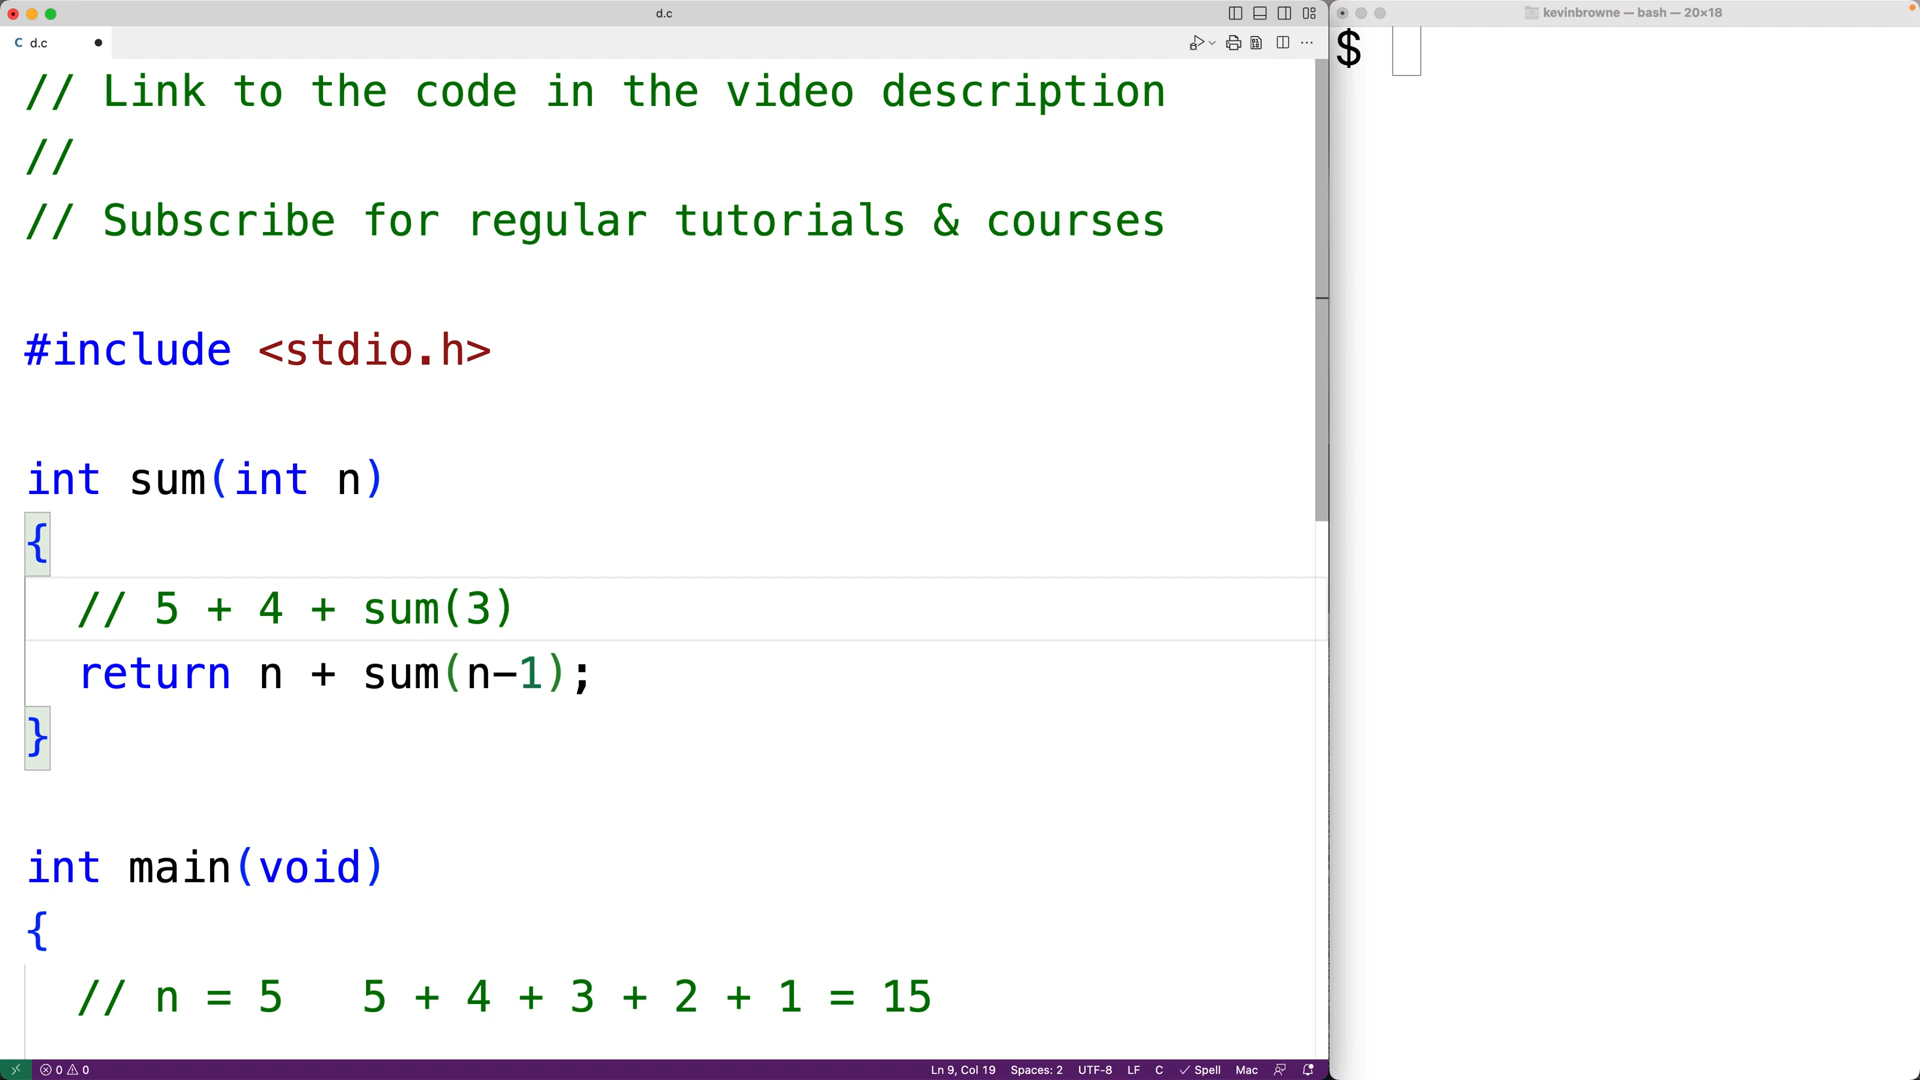 d.c
kevinbrowne — bash — 20×18
C d.c
$
// Link to the code in the video description
//
// Subscribe for regular tutorials & courses
#include <stdio.h>
int sum(int n)
{
// 5 + 4 + sum(3)
return n + sum(n-1);
}
int main(void)
{
// n = 5   5 + 4 + 3 + 2 + 1 = 15
0 0 Ln 9, Col 19 Spaces: 2 UTF-8 LF C Spell Mac